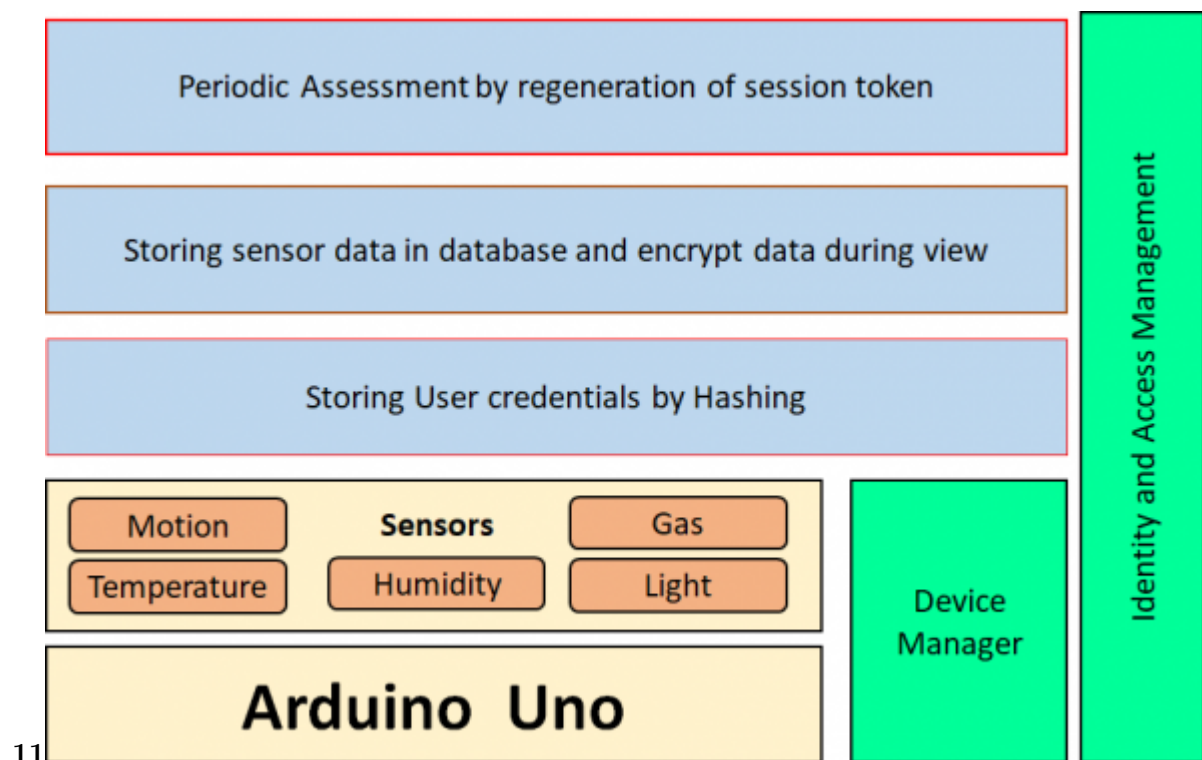 Periodic Assessment by regeneration of session token
Storing sensor data in database and encrypt data during view
Storing User credentials by Hashing
Motion
Sensors
Gas
Temperature
Humidity
Light
Arduino Uno
Device
Manager
Identity and Access Management
11